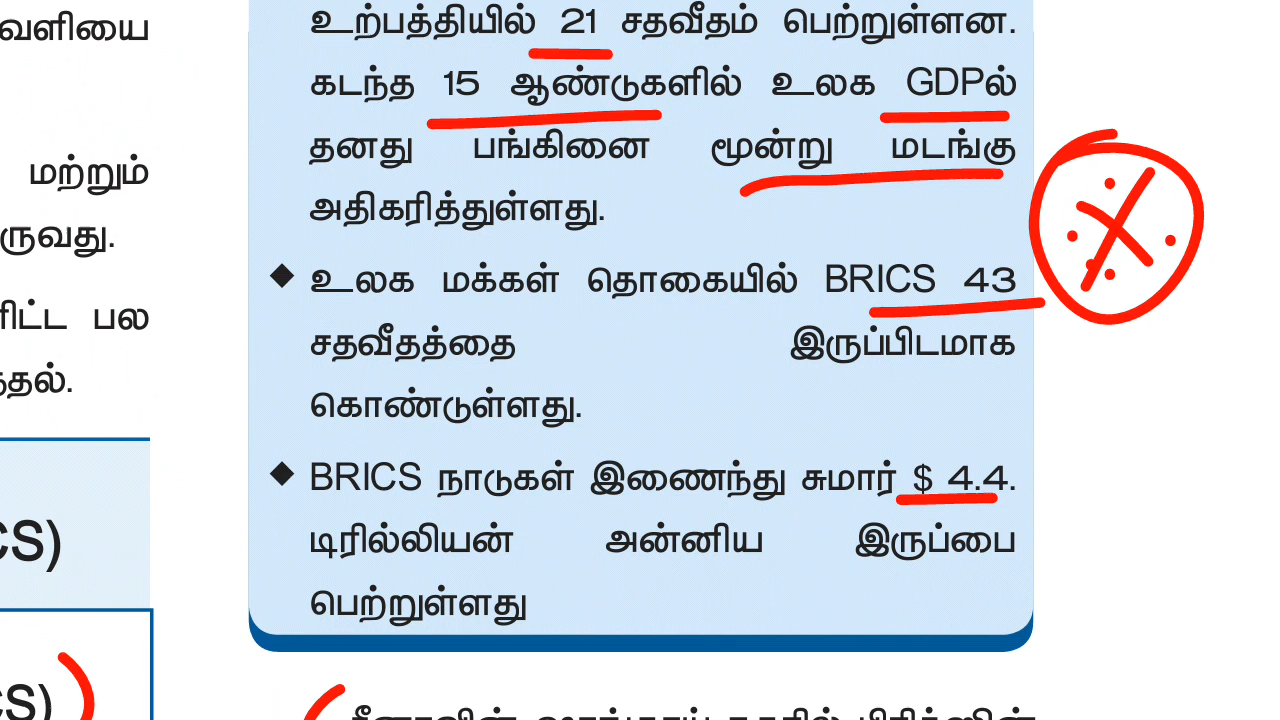 வெளியை
மற்றும்
ருவது.
ளிட்ட பல
த்தல்.
CS)
CS)
உற்பத்தியில் 21 சதவீதம் பெற்றுள்ளன.
கடந்த 15 ஆண்டுகளில் உலக GDPல்
தனது பங்கினை மூன்று மடங்கு
அதிகரித்துள்ளது.
◆ உலக மக்கள் தொகையில் BRICS 43
சதவீதத்தை இருப்பிடமாக
கொண்டுள்ளது.
◆ BRICS நாடுகள் இணைந்து சுமார் $ 4.4.
டிரில்லியன் அன்னிய இருப்பை
பெற்றுள்ளது